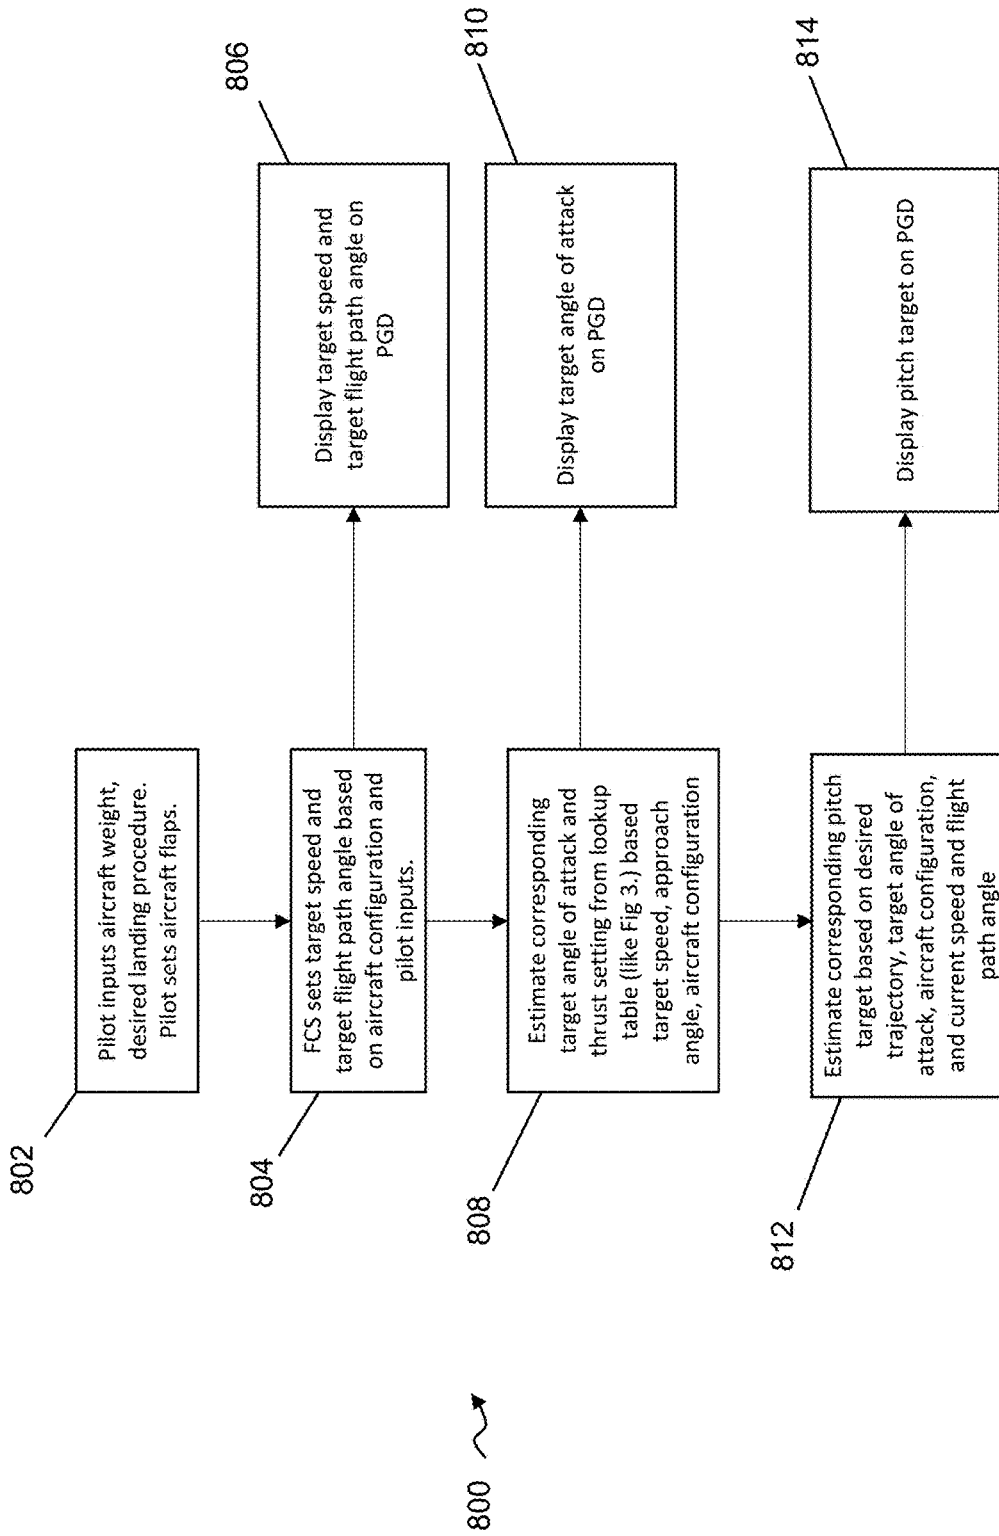 800
802
Pilot inputs aircraft weight,
desired landing procedure.
Pilot sets aircraft flaps.
804
FCS sets target speed and
target flight path angle based
on aircraft configuration and
pilot inputs.
806
Display target speed and
target flight path angle on
PGD
808
Estimate corresponding
target angle of attack and
thrust setting from lookup
table (like Fig 3.) based
target speed, approach
angle, aircraft configuration
810
Display target angle of attack
on PGD
812
Estimate corresponding pitch
target based on desired
trajectory, target angle of
attack, aircraft configuration,
and current speed and flight
path angle
814
Display pitch target on PGD